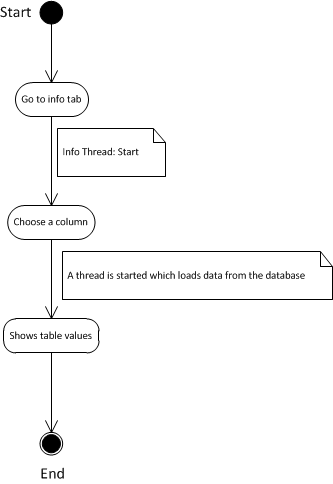 Start
Go to info tab
Info Thread: Start
Choose a column
A thread is started which loads data from the database
Shows table values
End